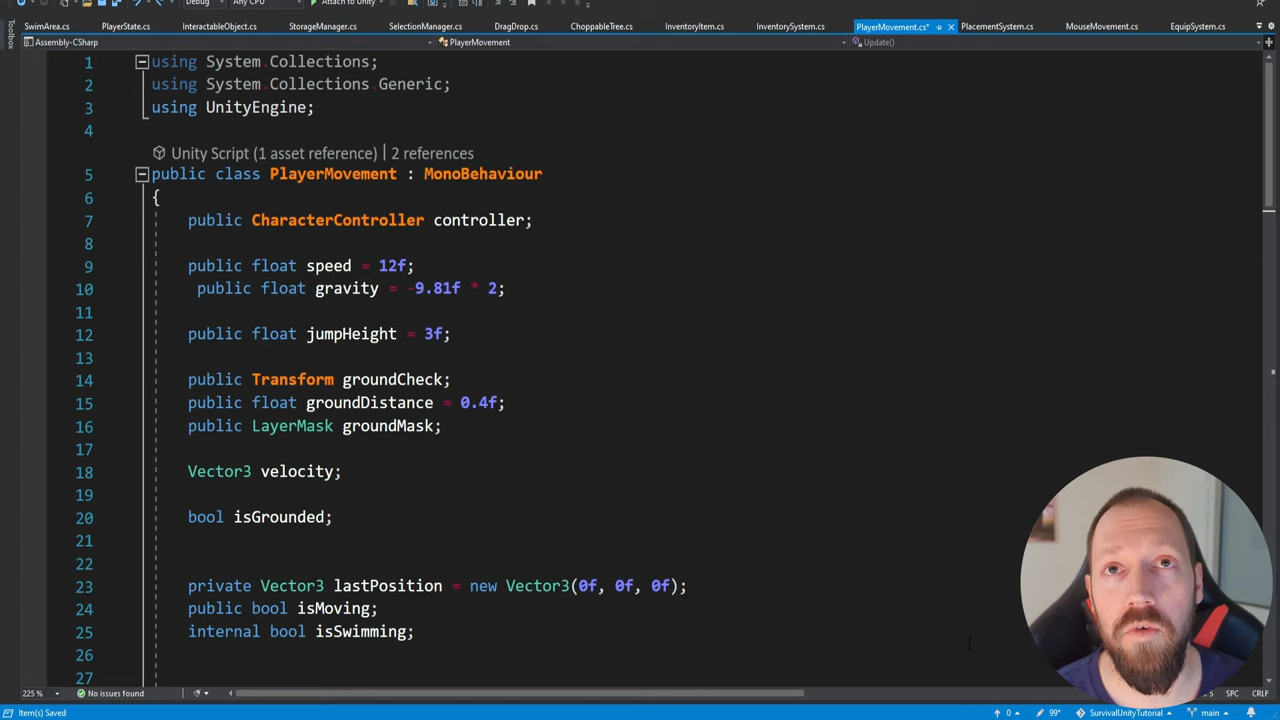 Debug
Any CPU
Attach to Unity
SwimArea.cs
PlayerState.cs
InteractableObject.cs
StorageManager.cs
SelectionManager.cs
DragDrop.cs
ChoppableTree.cs
InventoryItem.cs
InventorySystem.cs
PlayerMovement.cs*
PlacementSystem.cs
MouseMovement.cs
EquipSystem.cs
Toolbox
Assembly-CSharp
PlayerMovement
Update()
1 using System.Collections;
2 using System.Collections.Generic;
3 using UnityEngine;
4
Unity Script (1 asset reference) | 2 references
5 public class PlayerMovement : MonoBehaviour
6 {
7 public CharacterController controller;
8
9 public float speed = 12f;
10 public float gravity = -9.81f * 2;
11
12 public float jumpHeight = 3f;
13
14 public Transform groundCheck;
15 public float groundDistance = 0.4f;
16 public LayerMask groundMask;
17
18 Vector3 velocity;
19
20 bool isGrounded;
21
22
23 private Vector3 lastPosition = new Vector3(0f, 0f, 0f);
24 public bool isMoving;
25 internal bool isSwimming;
26
27
225 %
No issues found
SPC
CRLF
Item(s) Saved
0
99+
SurvivalUnityTutorial
main